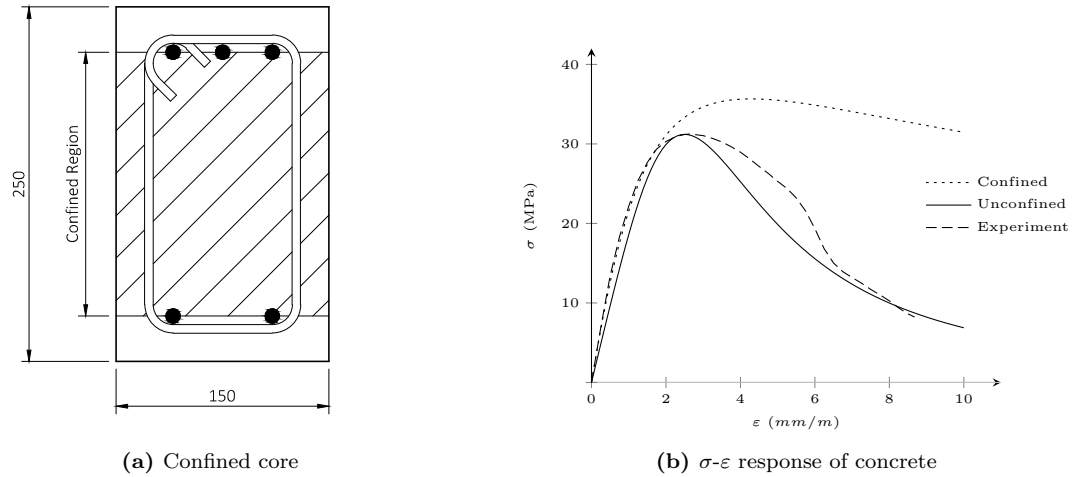 250
Confined Region
150
(a) Confined core
σ (MPa)
40
30
20
10
0
2
4
6
8
10
ε (mm/m)
Confined
Unconfined
Experiment
(b) σ-ε response of concrete